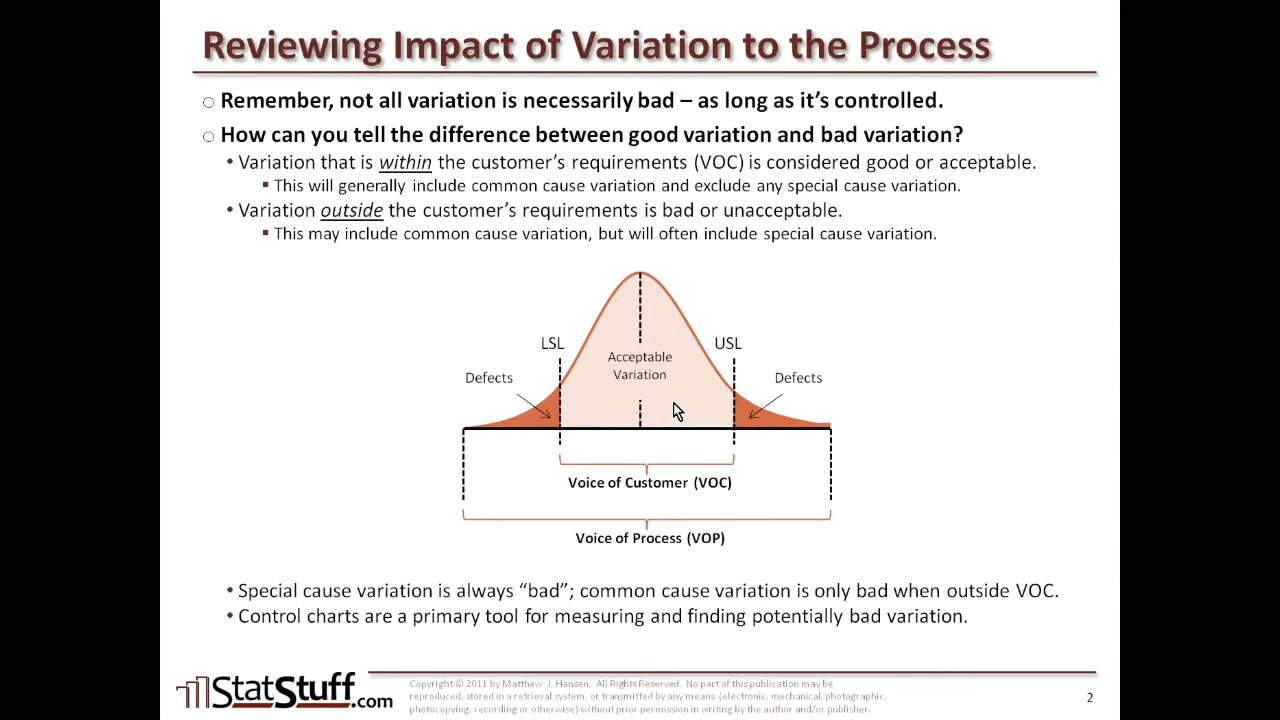 Reviewing Impact of Variation to the Process
Remember, not all variation is necessarily bad – as long as it’s controlled.
How can you tell the difference between good variation and bad variation?
• Variation that is within the customer’s requirements (VOC) is considered good or acceptable.
▪ This will generally include common cause variation and exclude any special cause variation.
• Variation outside the customer’s requirements is bad or unacceptable.
▪ This may include common cause variation, but will often include special cause variation.
LSL
USL
Acceptable
Variation
Defects
Defects
Voice of Customer (VOC)
Voice of Process (VOP)
• Special cause variation is always “bad”; common cause variation is only bad when outside VOC.
• Control charts are a primary tool for measuring and finding potentially bad variation.
StatStuff.com
Copyright © 2011 by Matthew J. Hansen. All Rights Reserved. No part of this publication may be
reproduced, stored in a retrieval system, or transmitted by any means (electronic, mechanical, photographic,
photocopying, recording or otherwise) without prior permission in writing by the author and/or publisher.
2